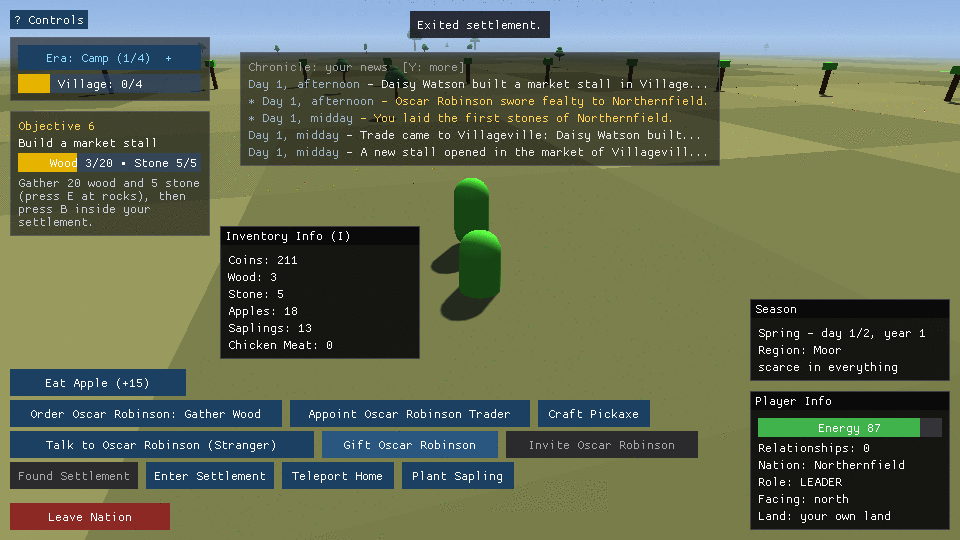 ? Controls
Exited settlement.
Era: Camp (1/4) +
Village: 0/4
Chronicle: your news - [Y: more]
Day 1, afternoon – Daisy Watson built a market stall in Village...
* Day 1, afternoon – Oscar Robinson swore fealty to Northernfield.
* Day 1, midday – You laid the first stones of Northernfield.
Day 1, midday – Trade came to Villageville: Daisy Watson built...
Day 1, midday – A new stall opened in the market of Villagevill...
Objective 6
Build a market stall
Wood 3/20 • Stone 5/5
Gather 20 wood and 5 stone
(press E at rocks), then
press B inside your
settlement.
Inventory Info (I)
Coins: 211
Wood: 3
Stone: 5
Apples: 18
Saplings: 13
Chicken Meat: 0
Season
Spring – day 1/2, year 1
Region: Moor
scarce in everything
Player Info
Energy 87
Relationships: 0
Nation: Northernfield
Role: LEADER
Facing: north
Land: your own land
Eat Apple (+15)
Order Oscar Robinson: Gather Wood
Appoint Oscar Robinson Trader
Craft Pickaxe
Talk to Oscar Robinson (Stranger)
Gift Oscar Robinson
Invite Oscar Robinson
Found Settlement
Enter Settlement
Teleport Home
Plant Sapling
Leave Nation